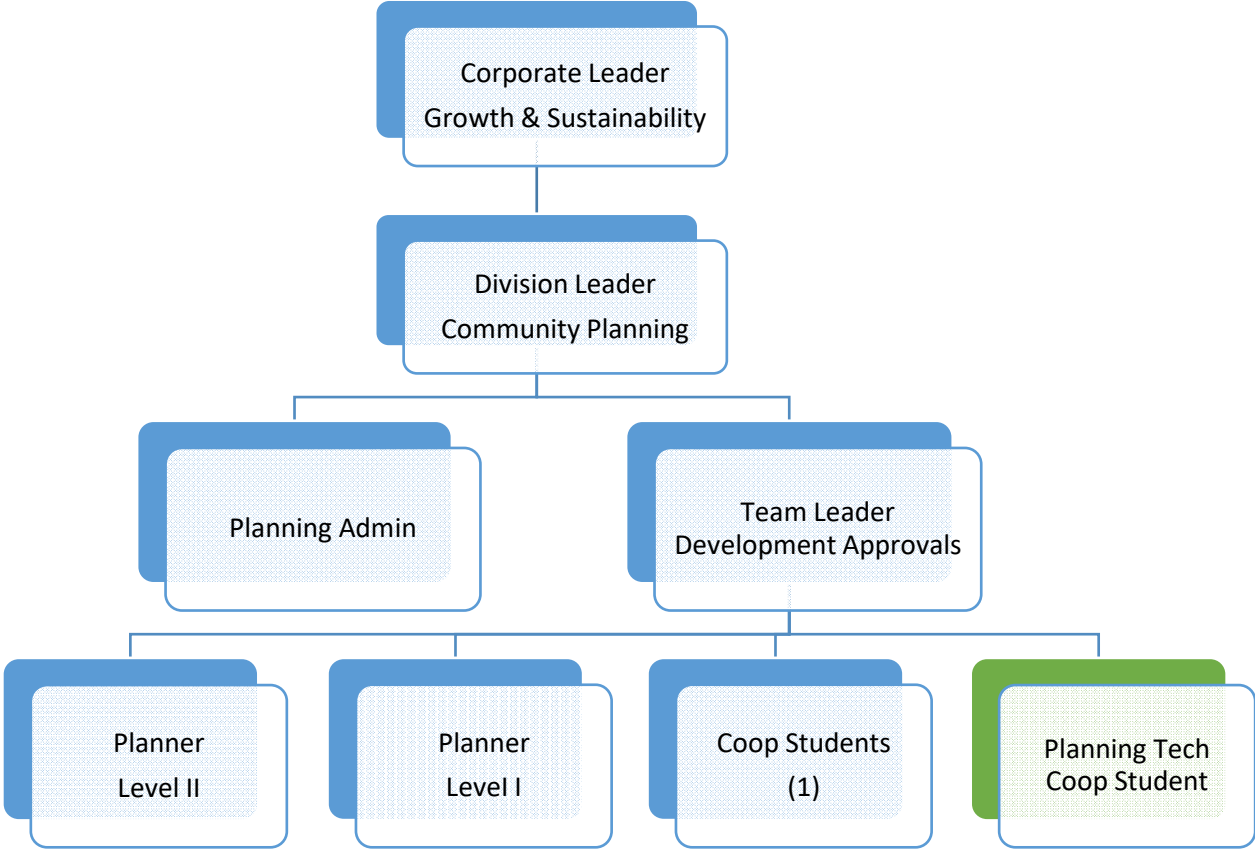 Corporate Leader
Growth & Sustainability
Division Leader
Community Planning
Planning Admin
Team Leader
Development Approvals
Planner
Level II
Planner
Level I
Coop Students
(1)
Planning Tech
Coop Student